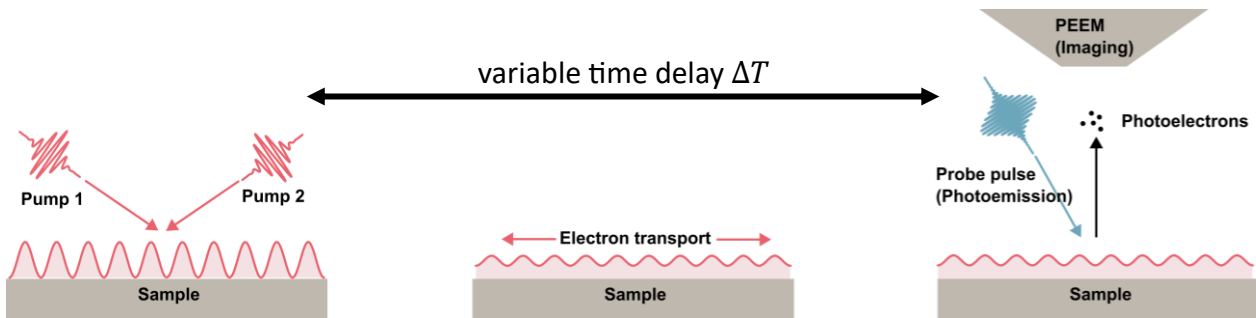 PEEM
(Imaging)
variable time delay ΔT
Photoelectrons
Pump 1
Pump 2
Probe pulse
(Photoemission)
Electron transport
Sample
Sample
Sample